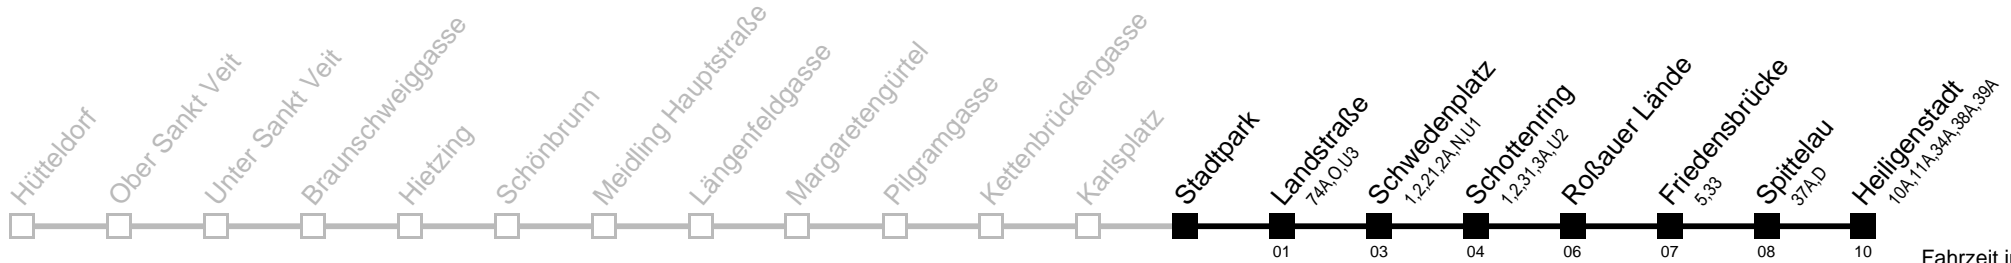 Hütteldorf
Ober Sankt Veit
Unter Sankt Veit
Braunschweiggasse
Hietzing
Schönbrunn
Meidling Hauptstraße
Längenfeldgasse
Margaretengürtel
Pilgramgasse
Kettenbrückengasse
Karlsplatz
Stadtpark
Landstraße
74A,O,U3
Schwedenplatz
1,2,21,2A,N,U1
Schottenring
1,2,31,3A,U2
Roßauer Lände
Friedensbrücke
5,33
Spittelau
37A,D
Heiligenstadt
10A,11A,34A,38A,39A
01
03
04
06
07
08
10
Fahrzeit i